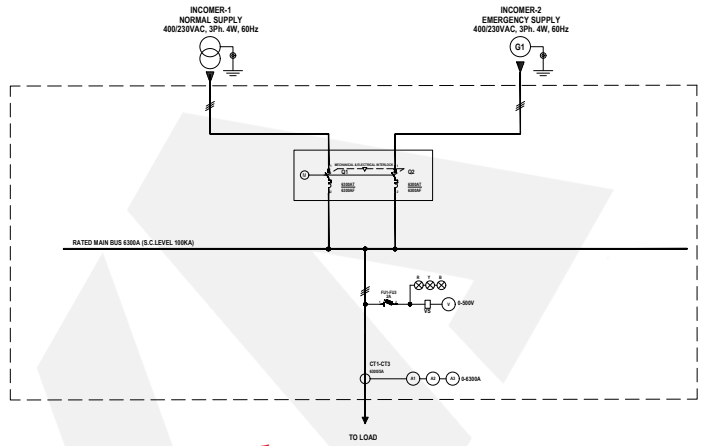 INCOMER-1
NORMAL SUPPLY
400/230VAC, 3Ph. 4W, 60Hz
INCOMER-2
EMERGENCY SUPPLY
400/230VAC, 3Ph. 4W, 60Hz
G1
MECHANICAL & ELECTRICAL INTERLOCK
M
Q1
6300AF
Q2
6300AF
RATED MAIN BUS 6300A (S.C.LEVEL 100KA)
R Y B
FU1-FU3
2A
VS
V
0-500V
CT1-CT3
6300/5A
A1
A2
A3
0-6300A
TO LOAD